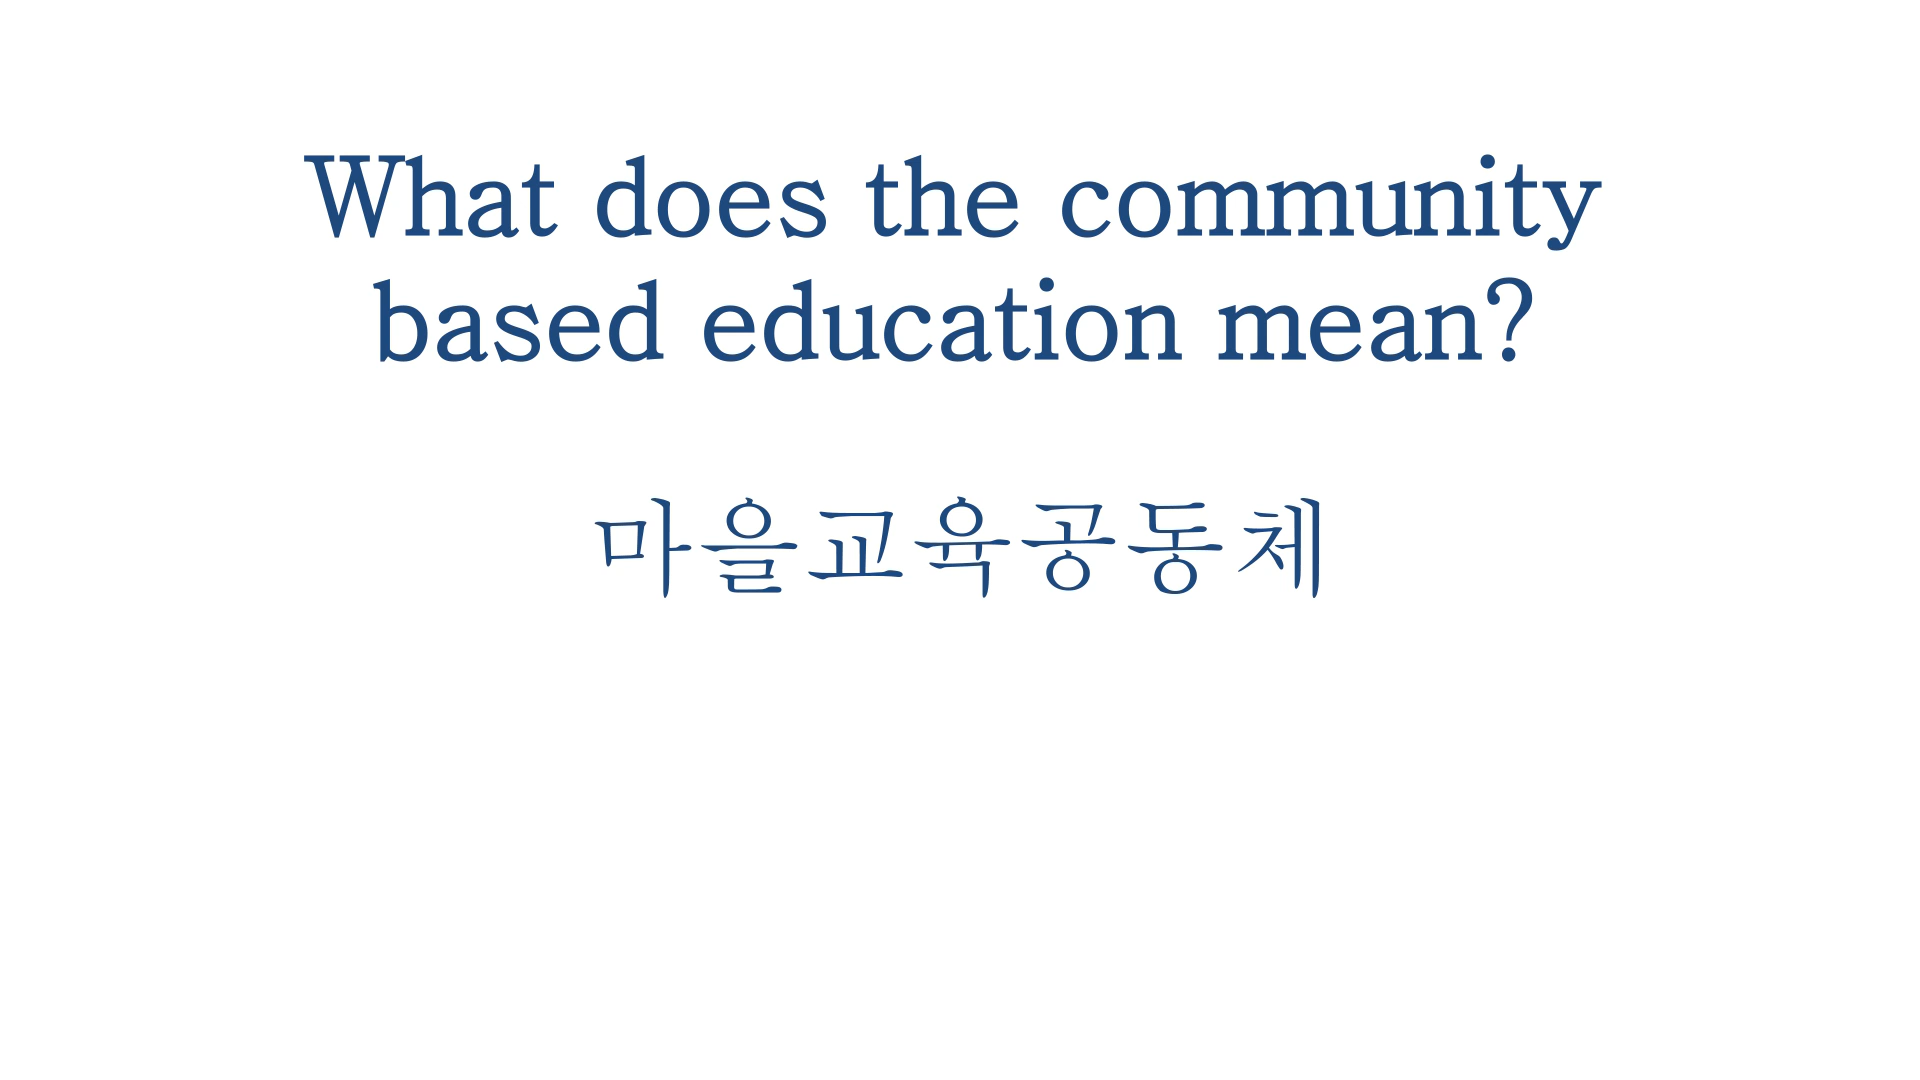 What does the community
based education mean?
마을교육공동체